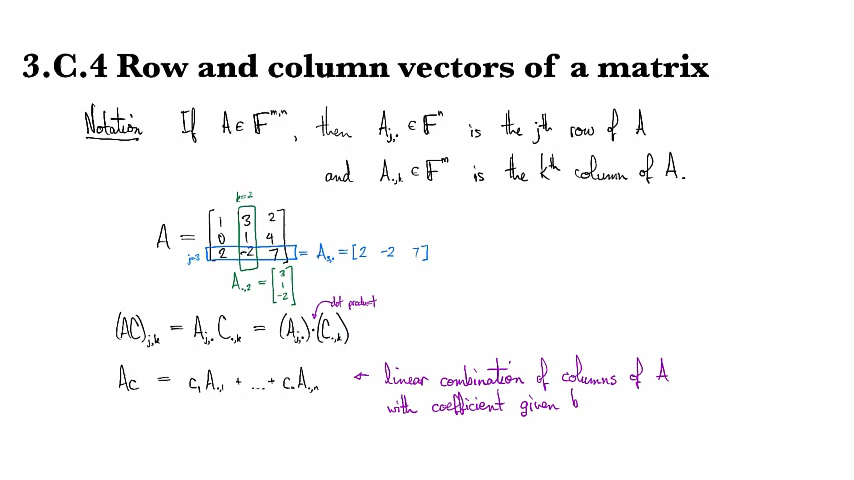 3.C.4 Row and column vectors of a matrix
Notation If A ∈ F^{m,n}, then A_{j,·} ∈ F^n is the jth row of A
and A_{·,k} ∈ F^m is the kth column of A.
k=2
A = [1 3 2
0 1 4
j=3 2 -2 7] = A_{3,·} = [2 -2 7]
A_{·,2} = [3 1 -2]
dot product
(AC)_{j,k} = A_{j,·} C_{·,k} = (A_{j,·})·(C_{·,k})
Ac = c_1 A_{·,1} + ... + c_n A_{·,n} ← linear combination of columns of A
with coefficient given b